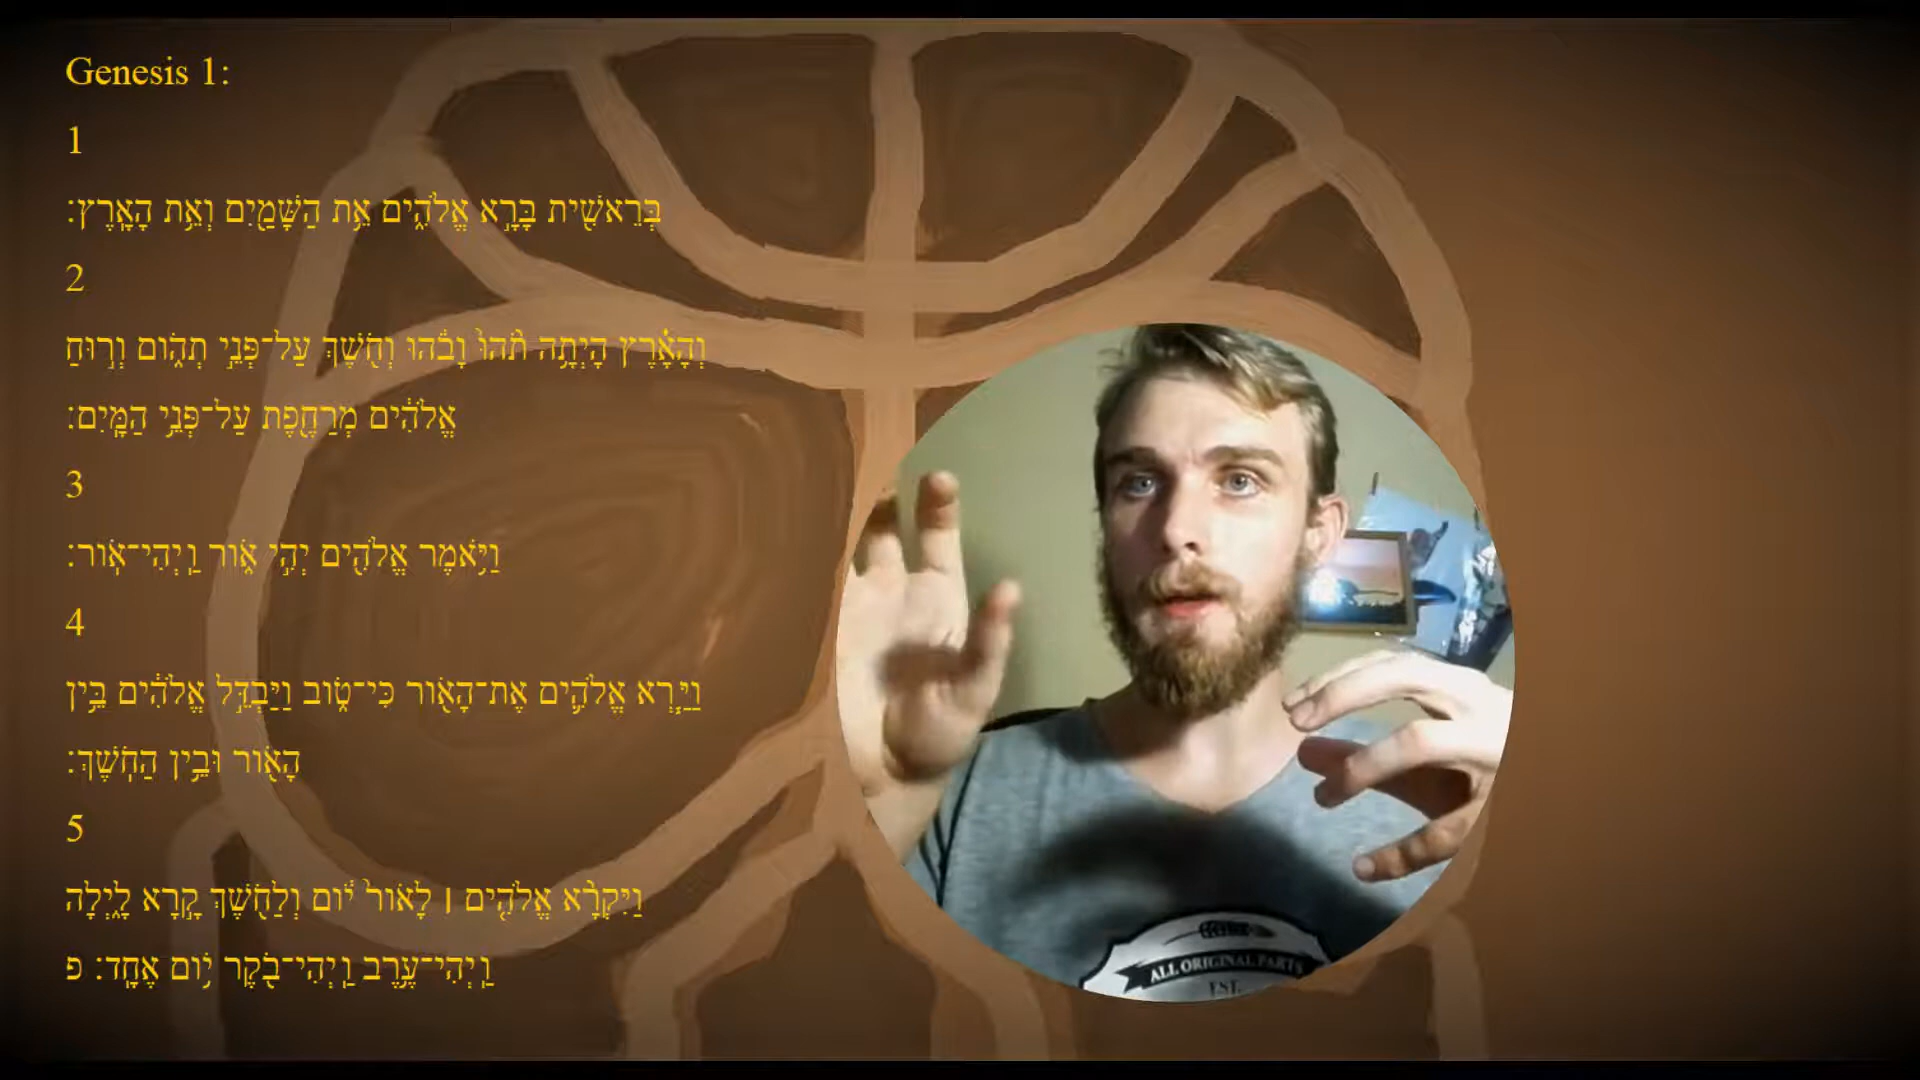 Genesis 1:
1
בְּרֵאשִׁ֖ית בָּרָ֣א אֱלֹהִ֑ים אֵ֥ת הַשָּׁמַ֖יִם וְאֵ֥ת הָאָֽרֶץ׃
2
וְהָאָ֗רֶץ הָיְתָ֥ה תֹ֙הוּ֙ וָבֹ֔הוּ וְחֹ֖שֶׁךְ עַל־פְּנֵ֣י תְה֑וֹם וְר֣וּחַ
אֱלֹהִ֔ים מְרַחֶ֖פֶת עַל־פְּנֵ֥י הַמָּֽיִם׃
3
וַיֹּ֥אמֶר אֱלֹהִ֖ים יְהִ֣י א֑וֹר וַֽיְהִי־אֽוֹר׃
4
וַיַּ֧רְא אֱלֹהִ֛ים אֶת־הָא֖וֹר כִּי־ט֑וֹב וַיַּבְדֵּ֣ל אֱלֹהִ֔ים בֵּ֥ין
הָא֖וֹר וּבֵ֥ין הַחֹֽשֶׁךְ׃
5
וַיִּקְרָ֨א אֱלֹהִ֤ים ׀ לָאוֹר֙ י֔וֹם וְלַחֹ֖שֶׁךְ קָ֣רָא לָ֑יְלָה
וַֽיְהִי־עֶ֥רֶב וַֽיְהִי־בֹ֖קֶר י֥וֹם אֶחָֽד׃ פ
ALL ORIGINAL PARTS
EST.